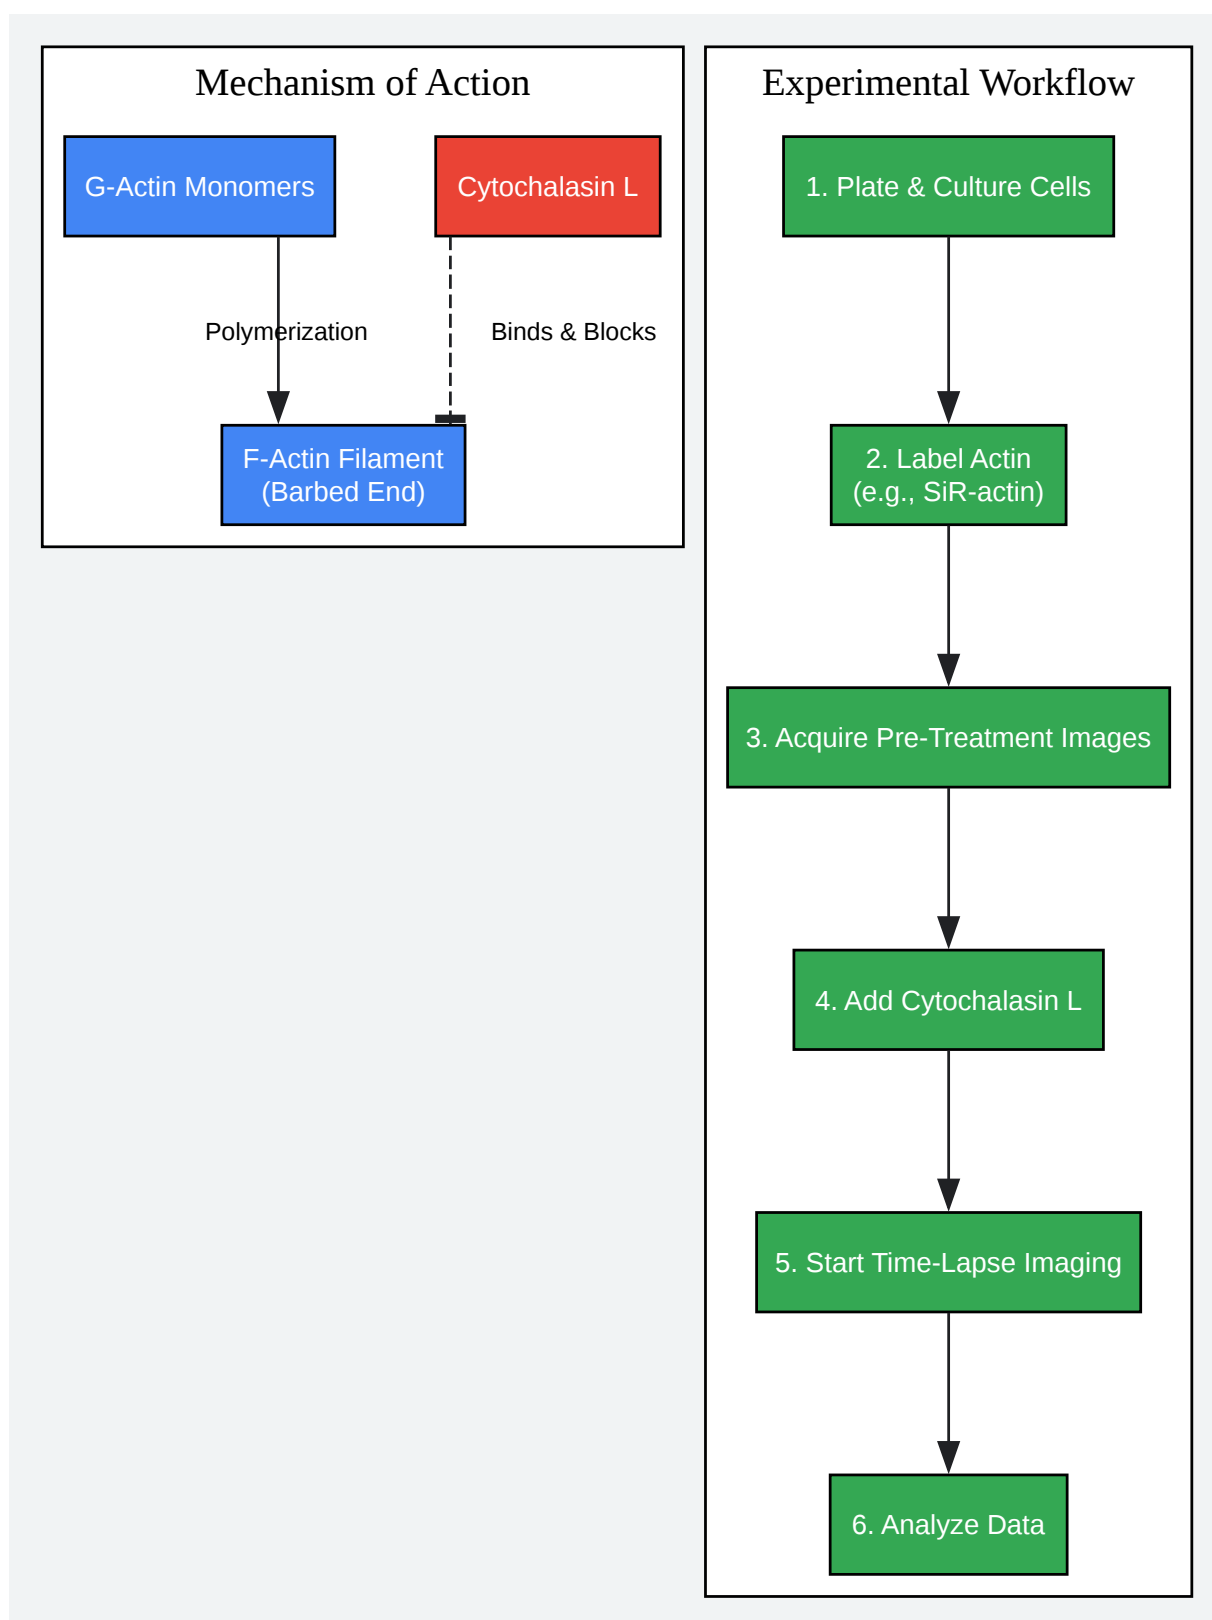 Mechanism of Action
G-Actin Monomers
Cytochalasin L
Polymerization
Binds & Blocks
F-Actin Filament
(Barbed End)
Experimental Workflow
1. Plate & Culture Cells
2. Label Actin
(e.g., SiR-actin)
3. Acquire Pre-Treatment Images
4. Add Cytochalasin L
5. Start Time-Lapse Imaging
6. Analyze Data